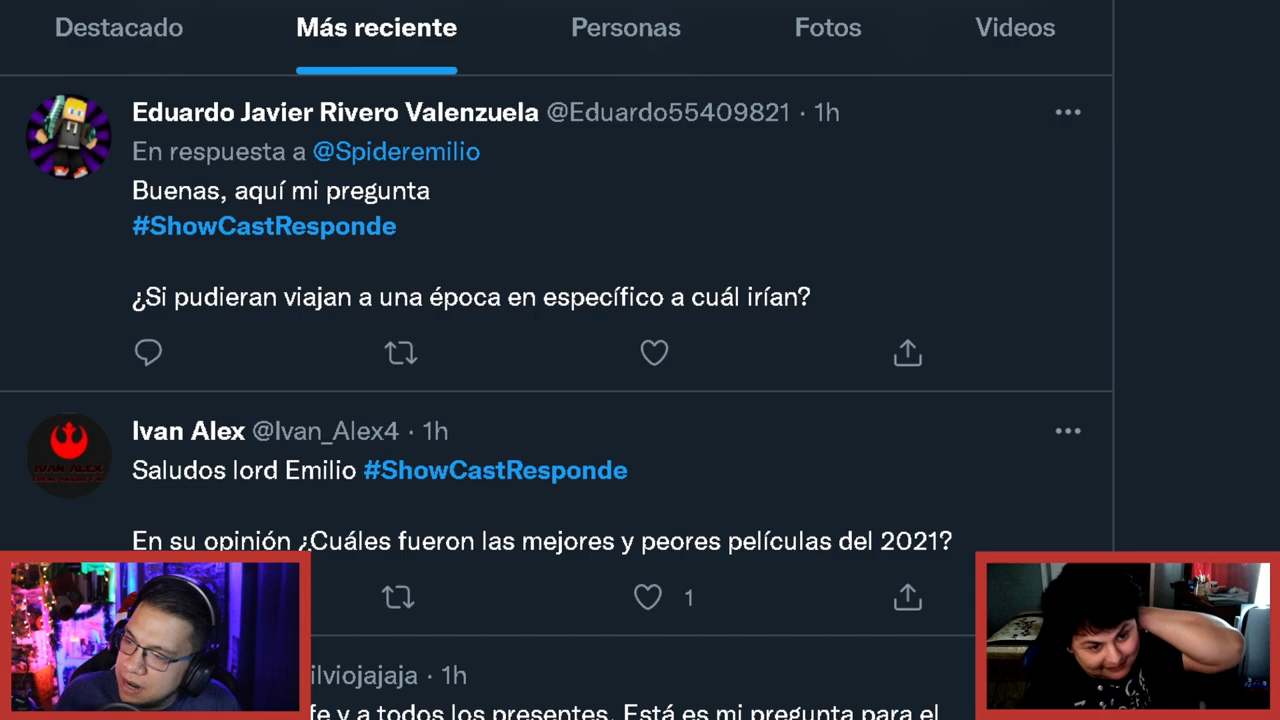 Destacado Más reciente Personas Fotos Videos
Eduardo Javier Rivero Valenzuela @Eduardo55409821 · 1h
En respuesta a @Spideremilio
Buenas, aquí mi pregunta
#ShowCastResponde
¿Si pudieran viajan a una época en específico a cuál irían?
Ivan Alex @Ivan_Alex4 · 1h
Saludos lord Emilio #ShowCastResponde
IVAN ALEX
En su opinión ¿Cuáles fueron las mejores y peores películas del 2021?
1
ilviojajaja · 1h
fe y a todos los presentes. Está es mi pregunta para el